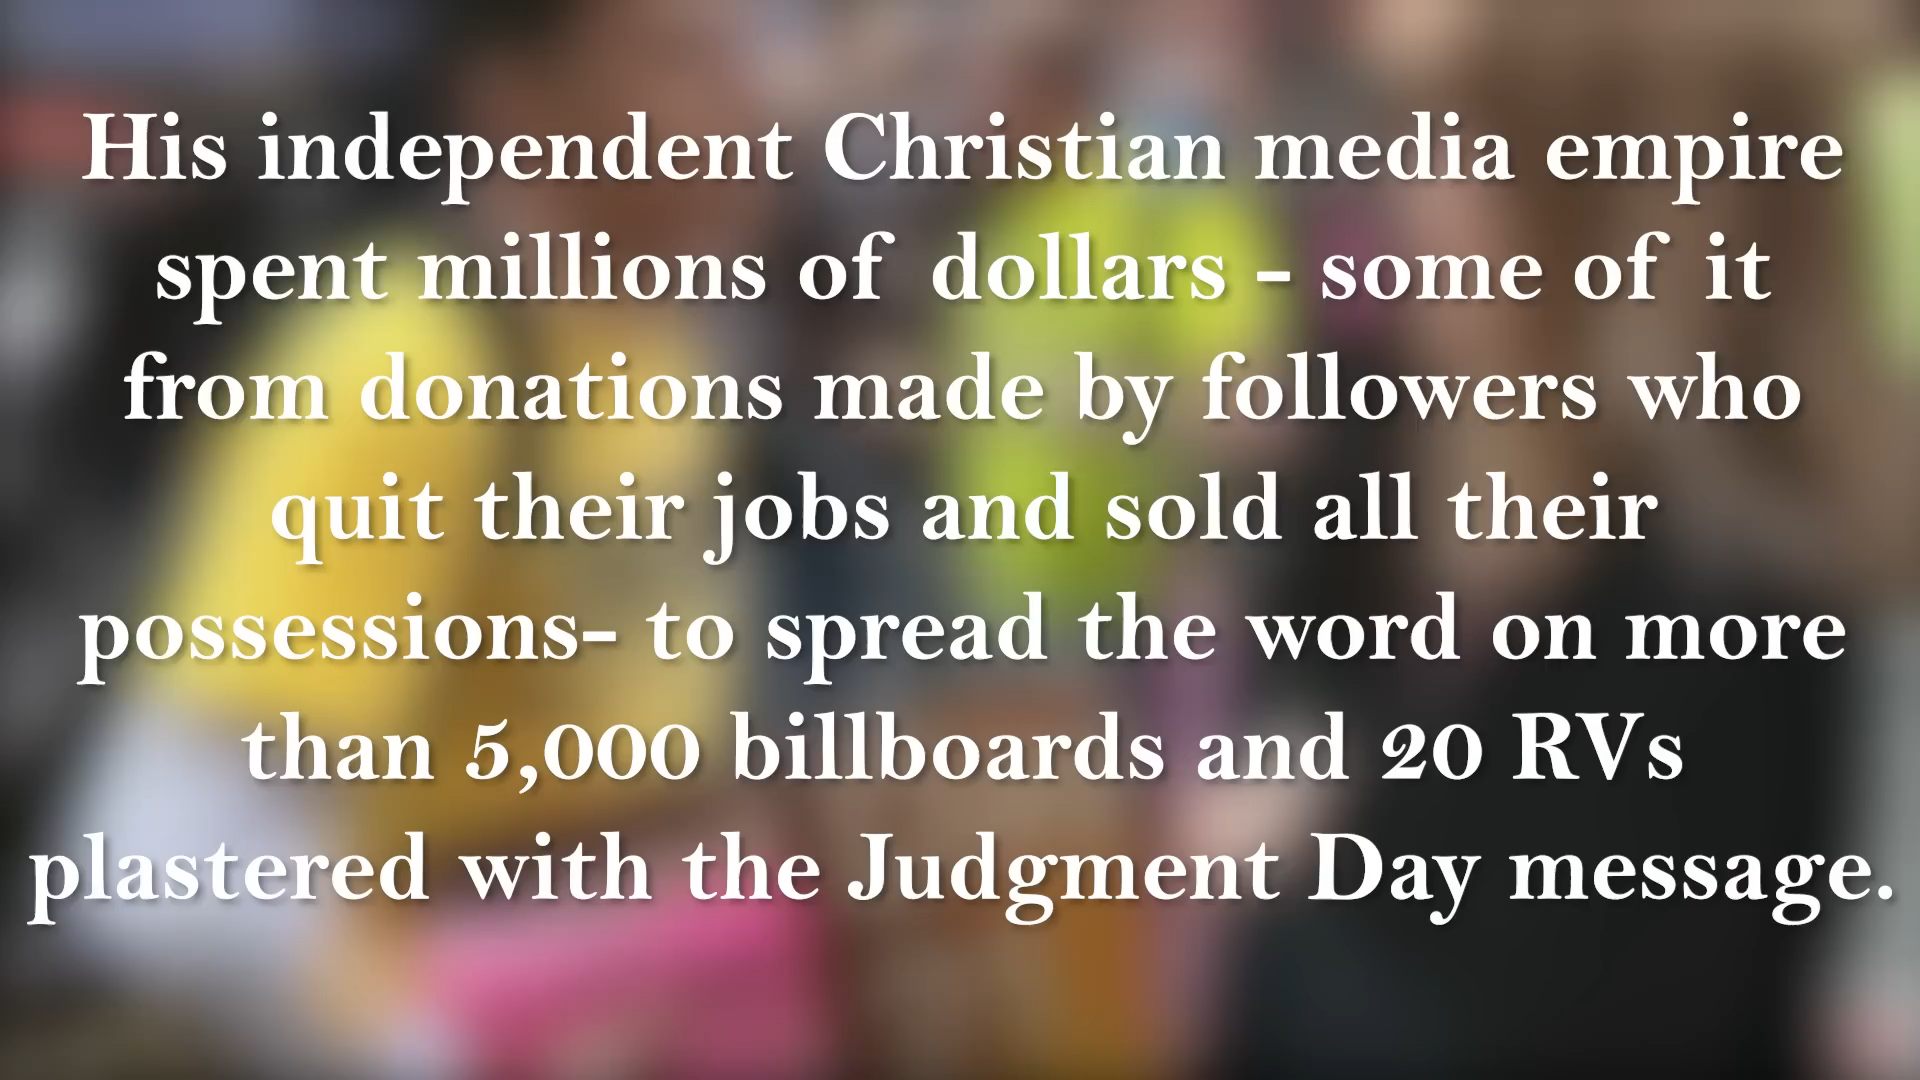 His independent Christian media empire
spent millions of dollars - some of it
from donations made by followers who
quit their jobs and sold all their
possessions- to spread the word on more
than 5,000 billboards and 20 RVs
plastered with the Judgment Day message.